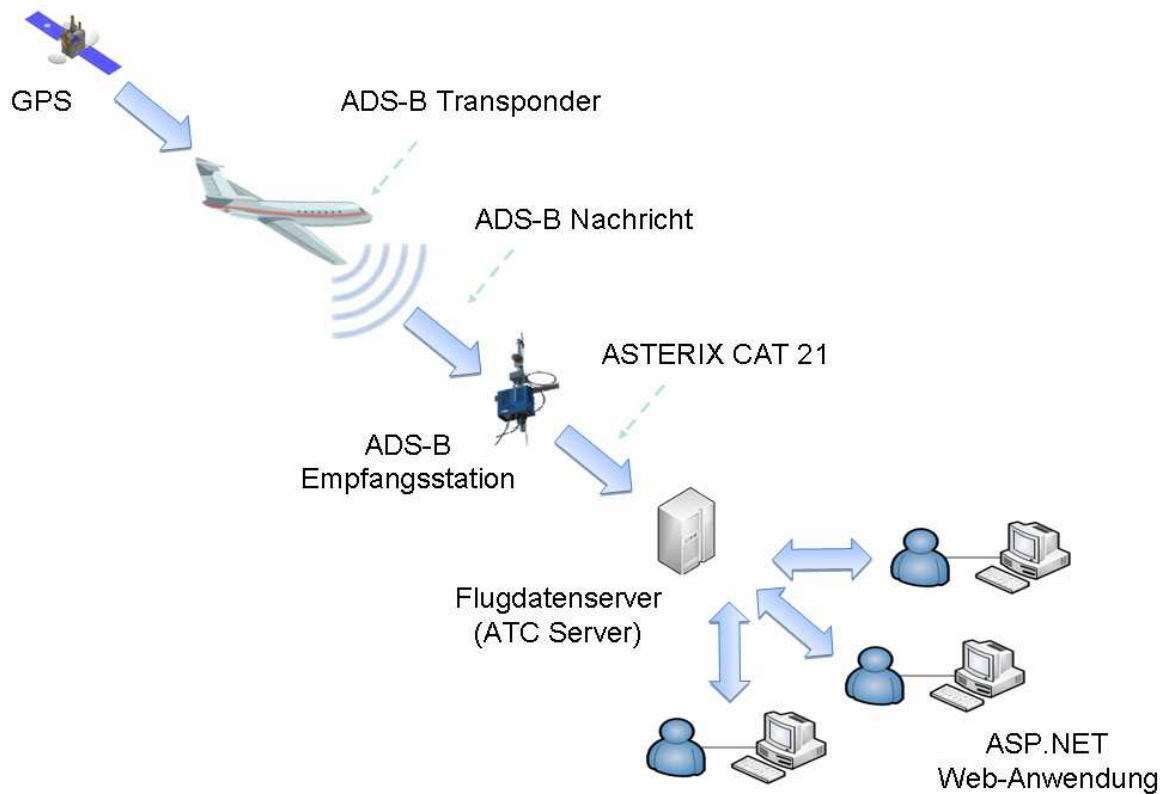 GPS
ADS-B Transponder
ADS-B Nachricht
ASTERIX CAT 21
ADS-B
Empfangsstation
Flugdatenserver
(ATC Server)
ASP.NET
Web-Anwendung